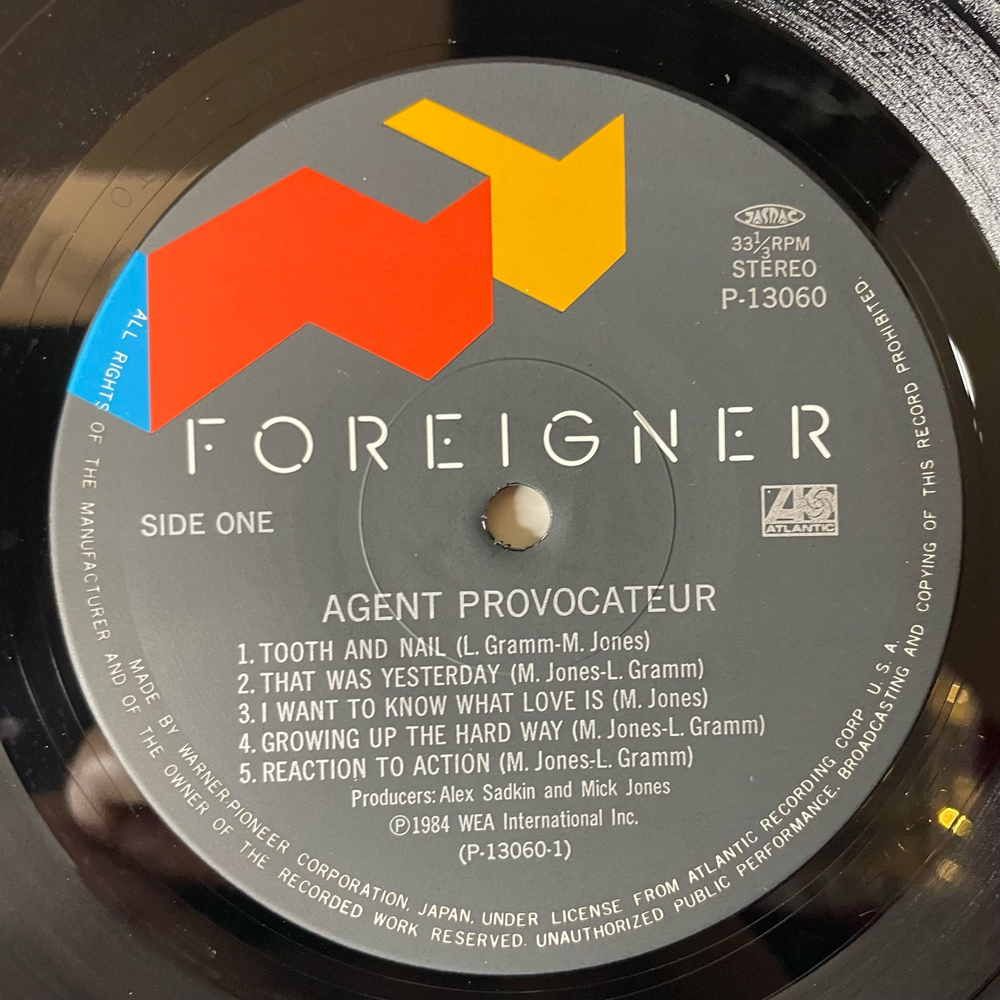 JASRAC
33 1/3 RPM
STEREO
P-13060
FOREIGNER
SIDE ONE
ATLANTIC
AGENT PROVOCATEUR
1. TOOTH AND NAIL (L. Gramm-M. Jones)
2. THAT WAS YESTERDAY (M. Jones-L. Gramm)
3. I WANT TO KNOW WHAT LOVE IS (M. Jones)
4. GROWING UP THE HARD WAY (M. Jones-L. Gramm)
5. REACTION TO ACTION (M. Jones-L. Gramm)
Producers: Alex Sadkin and Mick Jones
℗1984 WEA International Inc.
(P-13060-1)
MADE BY WARNER-PIONEER CORPORATION, JAPAN, UNDER LICENSE FROM ATLANTIC RECORDING CORP U. S. A.
ALL RIGHTS OF THE MANUFACTURER AND OF THE OWNER OF THE RECORDED WORK RESERVED. UNAUTHORIZED PUBLIC PERFORMANCE, BROADCASTING AND COPYING OF THIS RECORD PROHIBITED